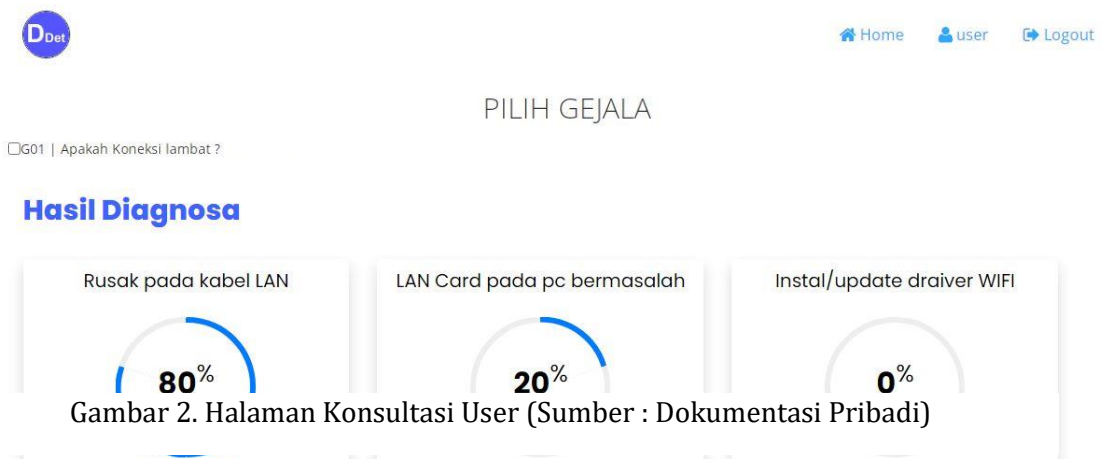 DDet
Home user Logout
PILIH GEJALA
G01 | Apakah Koneksi lambat ?
Hasil Diagnosa
Rusak pada kabel LAN
80%
LAN Card pada pc bermasalah
20%
Instal/update draiver WIFI
0%
Gambar 2. Halaman Konsultasi User (Sumber : Dokumentasi Pribadi)